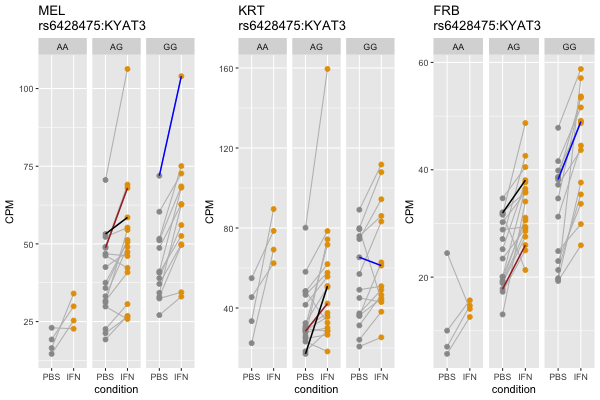 MEL
rs6428475:KYAT3
AA AG GG
100
75
50
25
CPM
PBS IFN PBS IFN PBS IFN
condition
KRT
rs6428475:KYAT3
AA AG GG
160
120
80
40
CPM
PBS IFN PBS IFN PBS IFN
condition
FRB
rs6428475:KYAT3
AA AG GG
60
40
20
CPM
PBS IFN PBS IFN PBS IFN
condition